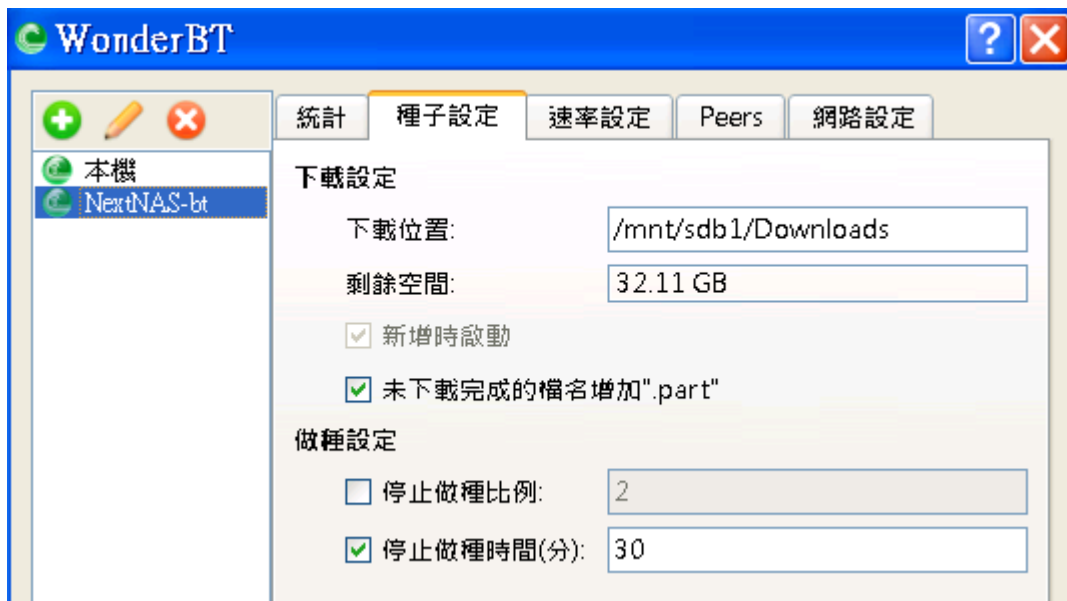 WonderBT
統計 種子設定 速率設定 Peers 網路設定
本機
NextNAS-bt
下載設定
下載位置: /mnt/sdb1/Downloads
剩餘空間: 32.11 GB
新增時啟動
未下載完成的檔名增加".part"
做種設定
停止做種比例: 2
停止做種時間(分): 30